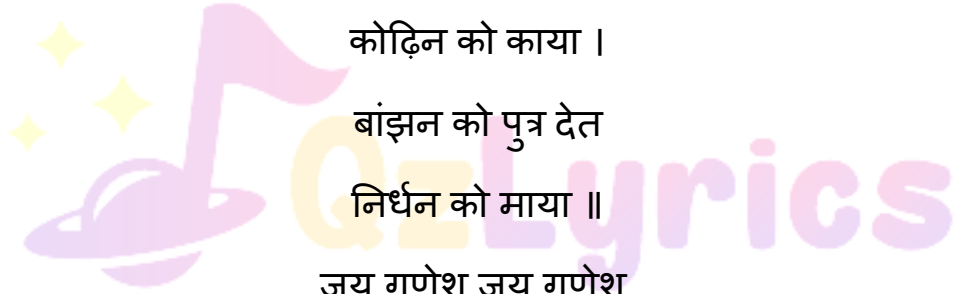 कोढ़िन को काया ।
बांझन को पुत्र देत
निर्धन को माया ॥
जय गणेश जय गणेश
QzLyrics